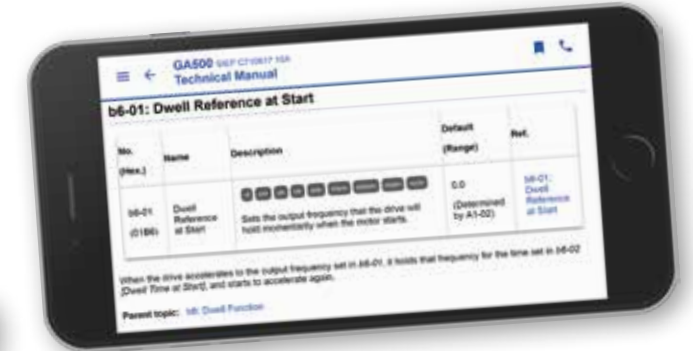 GA500
Technical Manual
b6-01: Dwell Reference at Start
No.
(Hex.)
Name
Description
Default
(Range)
Ref.
b6-01
(01B6)
Dwell
Reference
at Start
Sets the output frequency that the drive will
hold momentarily when the motor starts.
0.0
(Determined
by A1-02)
b6-01:
Dwell
Reference
at Start
When the drive accelerates to the output frequency set in b6-01, it holds that frequency for the time set in b6-02
[Dwell Time at Start], and starts to accelerate again.
Parent topic: b6: Dwell Function